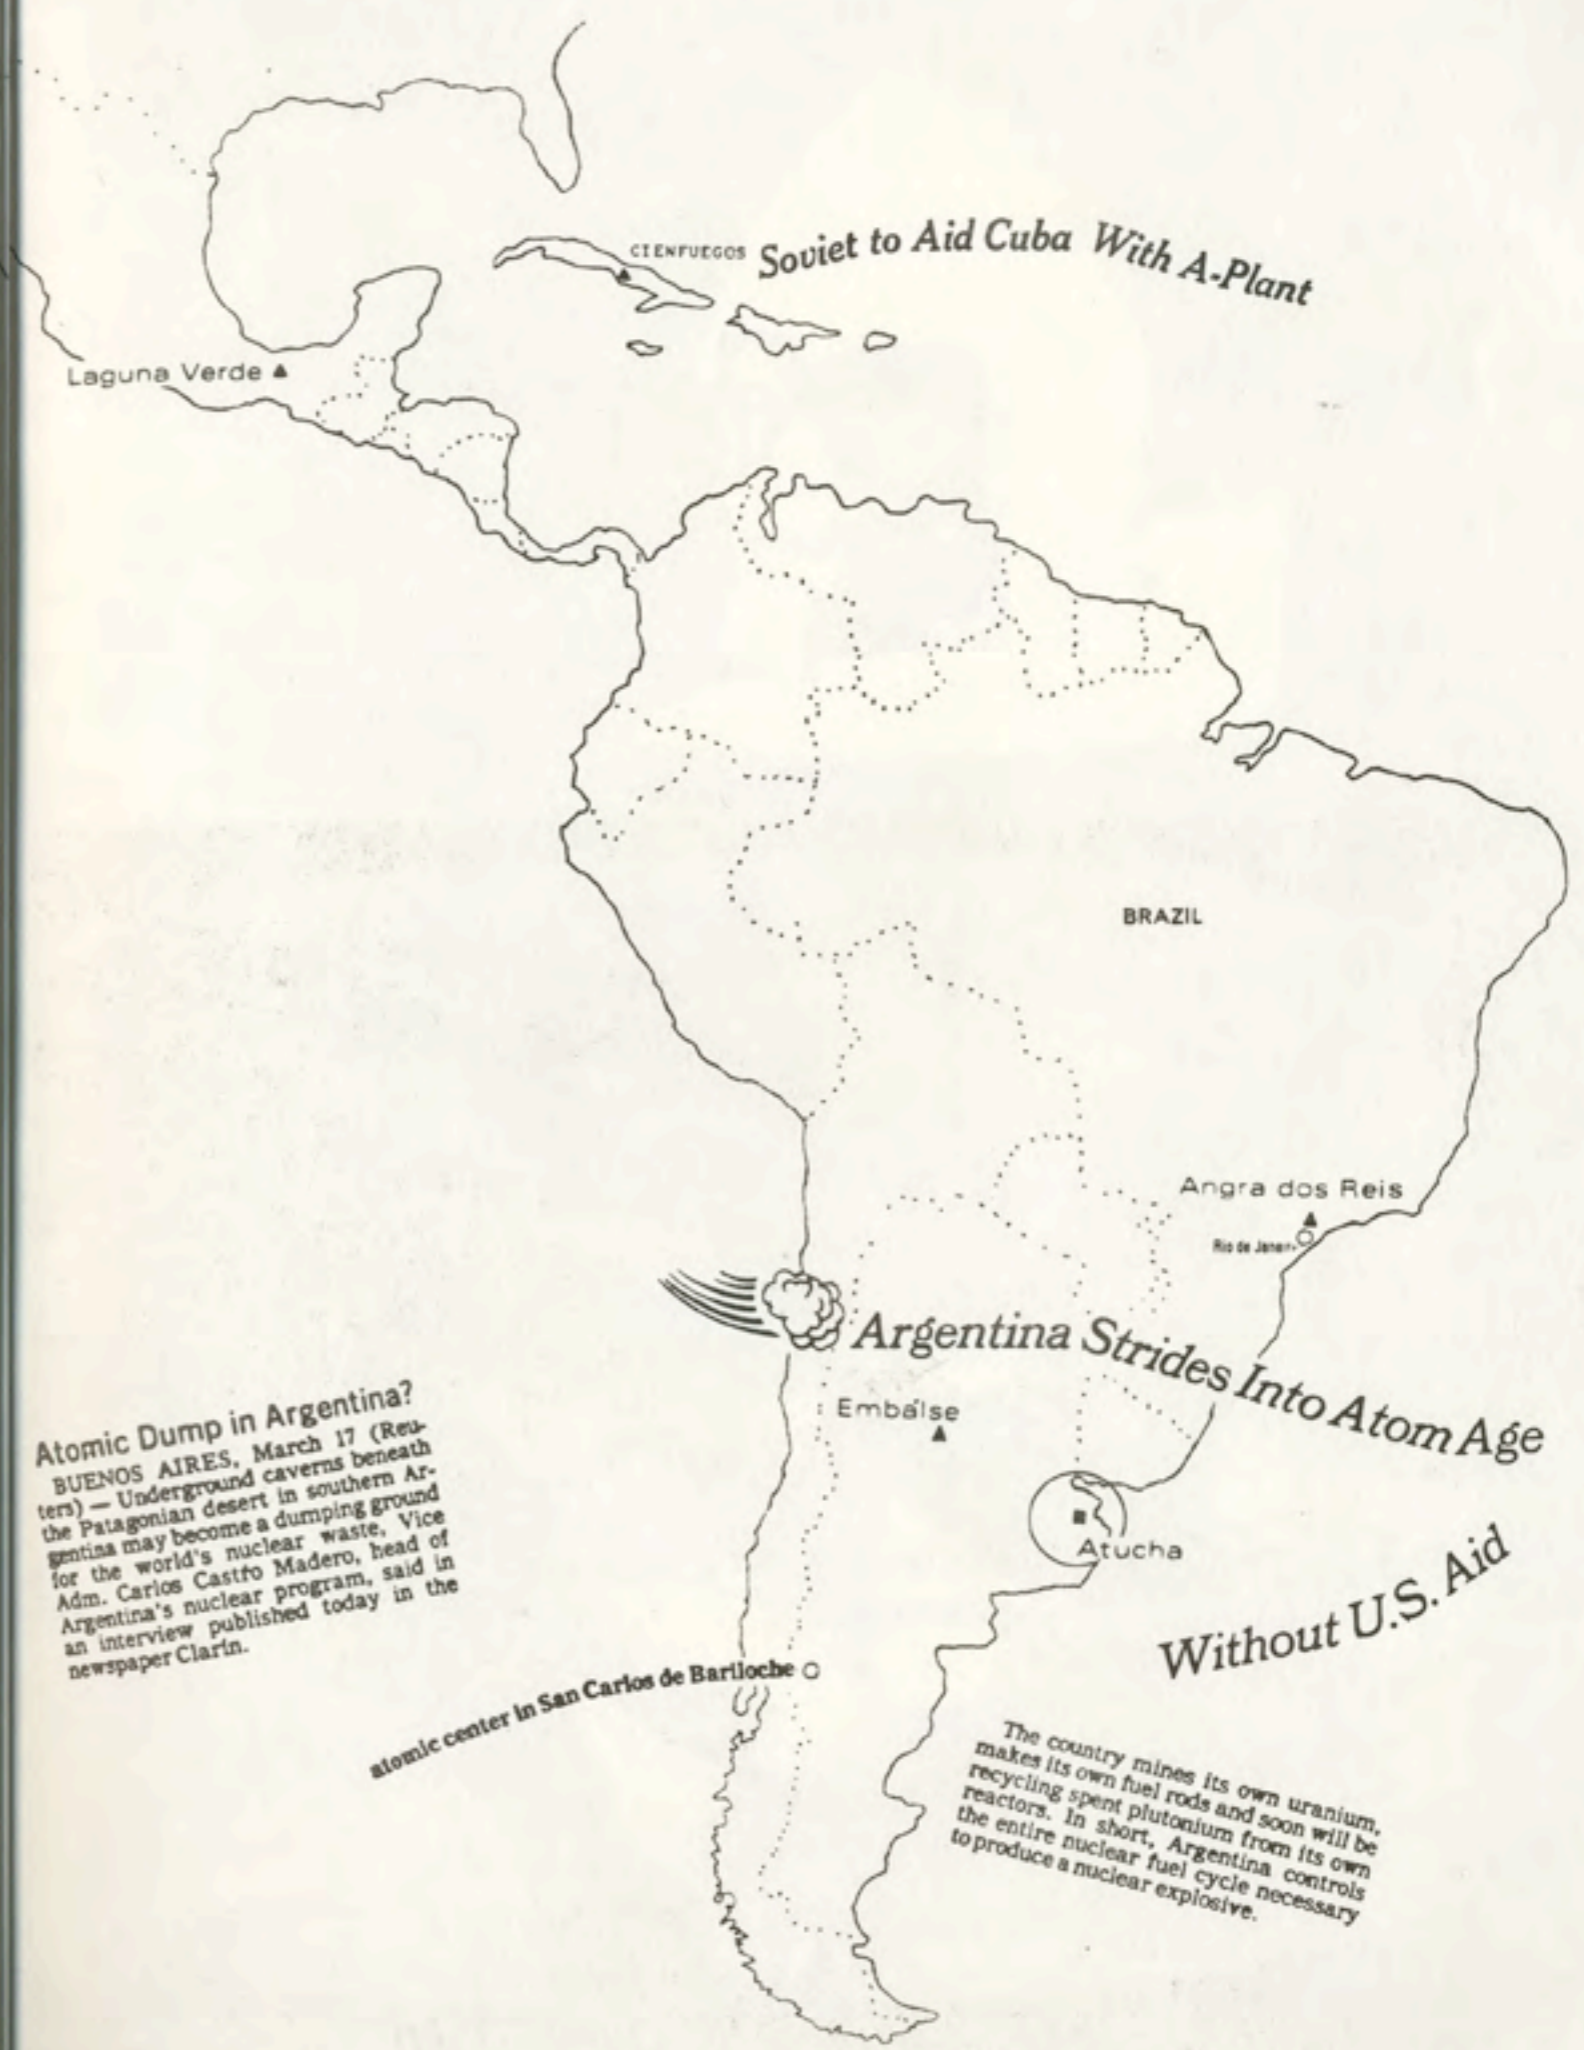 CIENFUEGOS
Soviet to Aid Cuba With A-Plant
Laguna Verde
BRAZIL
Angra dos Reis
Rio de Janeir
Argentina Strides Into Atom Age
Embalse
Atomic Dump in Argentina?
BUENOS AIRES, March 17 (Reu-
ters) — Underground caverns beneath
the Patagonian desert in southern Ar-
gentina may become a dumping ground
for the world's nuclear waste, Vice
Adm. Carlos Castro Madero, head of
Argentina's nuclear program, said in
an interview published today in the
newspaper Clarín.
Atucha
Without U.S. Aid
atomic center in San Carlos de Bariloche
The country mines its own uranium,
makes its own fuel rods and soon will be
recycling spent plutonium from its own
reactors. In short, Argentina controls
the entire nuclear fuel cycle necessary
to produce a nuclear explosive.